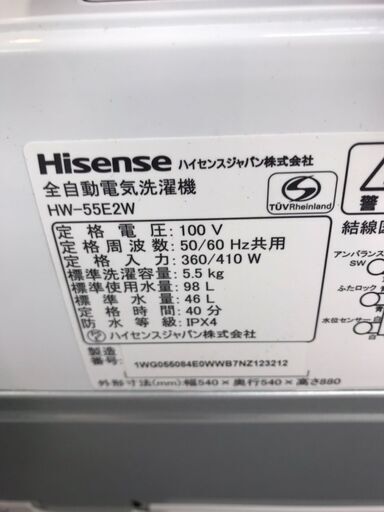 Hisense ハイセンスジャパン株式会社
全自動電気洗濯機
HW-55E2W
TÜVRheinland
定格電圧: 100 V
定格周波数: 50/60 Hz共用
定格入力: 360/410 W
標準洗濯容量: 5.5 kg
標準使用水量: 98 L
標準水量: 46 L
定格時間: 40 分
防水等級: IPX4
ハイセンスジャパン株式会社
製造番号: 1WG055084E0WWB7NZ123212
外形寸法(mm) 幅540 × 奥行540 × 高さ880
警
結線図
アンバランス
SW
ふたロック
青
水位センサー
自